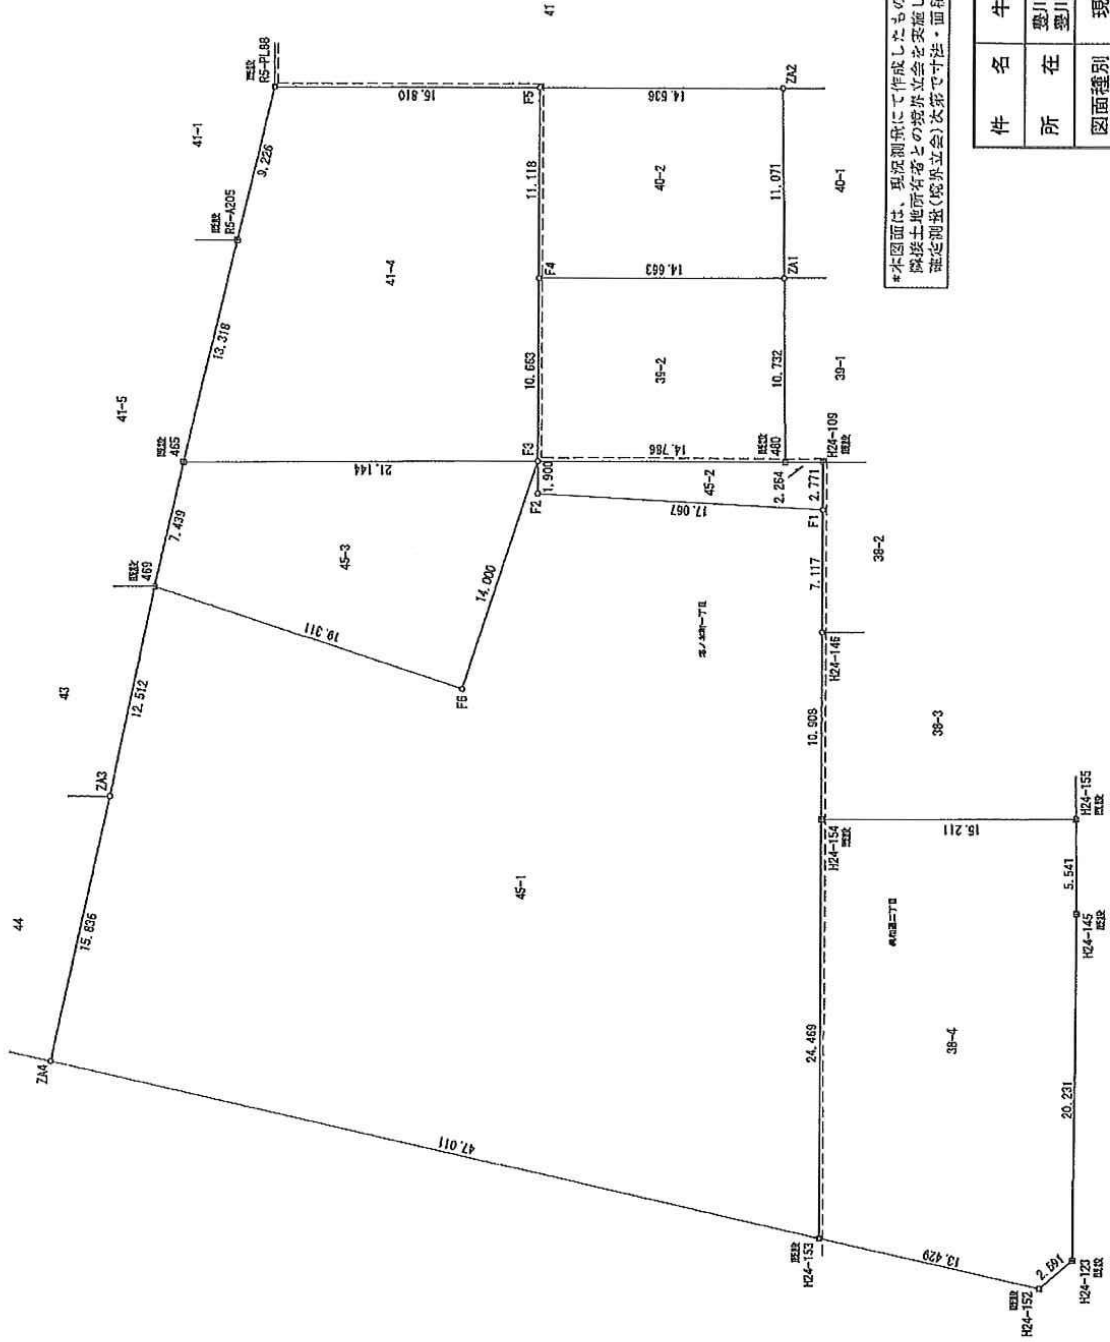 44
43
41-5
41-1
41
ZA4
15.836
ZA3
12.512
既設
469
7.439
既設
465
13.318
既設
R5-A205
9.226
既設
R5-PL88
47.011
19.311
45-3
21.144
41-4
15.810
F6
14.000
F2
1.900
F3
10.663
F4
11.118
F5
45-1
17.067
45-2
14.786
39-2
14.663
40-2
14.636
既設
480
10.732
ZA1
11.071
ZA2
2.264
既設
H24-153
24.469
H24-154
既設
10.908
H24-146
7.117
F1
2.771
H24-109
既設
39-1
40-1
38-2
38-3
38-4
13.429
15.211
既設
H24-152
2.591
H24-123
既設
20.231
H24-145
既設
5.541
H24-155
既設
*本図面は、現況測量にて作成したもの
隣接土地所有者との境界立会を実施し
確定測量(境界立会)次第で寸法・面積
件 名
牛
所 在
豊川
豊川
図面種別
現